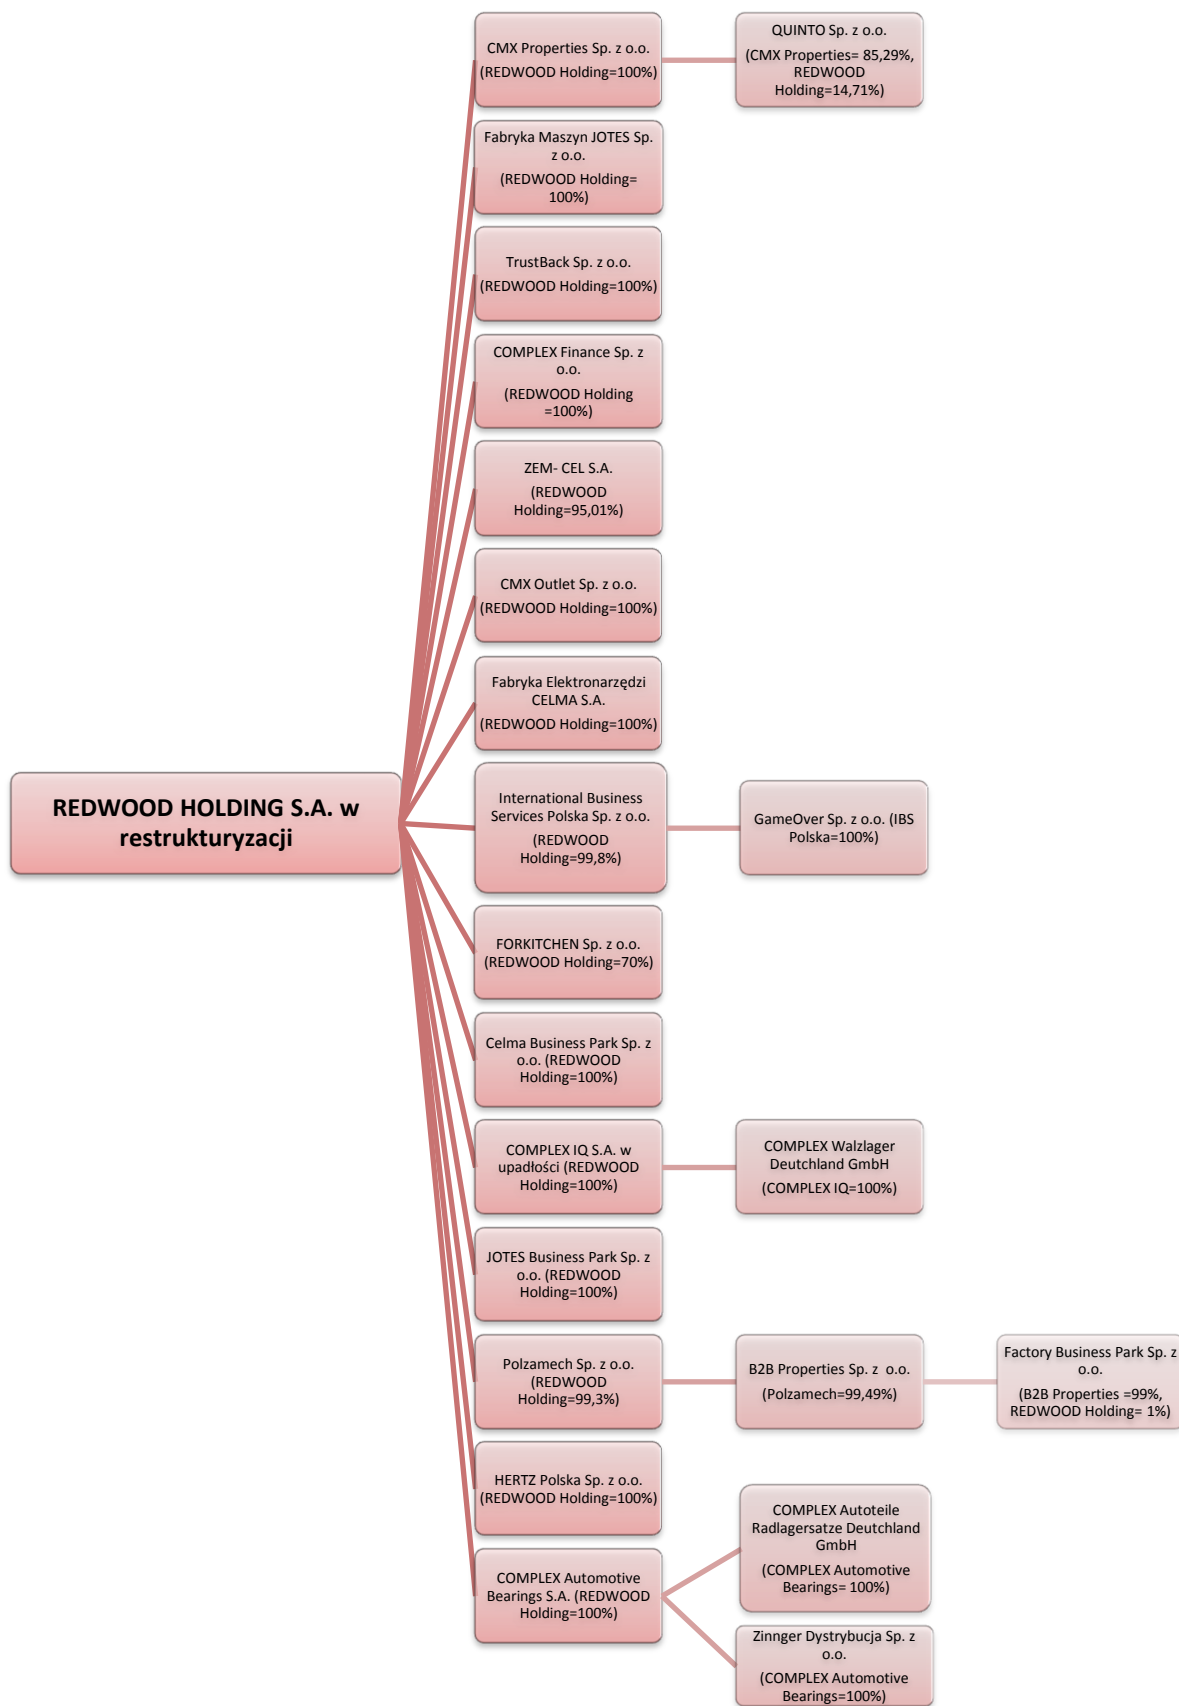 REDWOOD HOLDING S.A. w
restrukturyzacji
CMX Properties Sp. z o.o.
(REDWOOD Holding=100%)
QUINTO Sp. z o.o.
(CMX Properties= 85,29%,
REDWOOD
Holding=14,71%)
Fabryka Maszyn JOTES Sp.
z o.o.
(REDWOOD Holding=
100%)
TrustBack Sp. z o.o.
(REDWOOD Holding=100%)
COMPLEX Finance Sp. z
o.o.
(REDWOOD Holding
=100%)
ZEM- CEL S.A.
(REDWOOD
Holding=95,01%)
CMX Outlet Sp. z o.o.
(REDWOOD Holding=100%)
Fabryka Elektronarzędzi
CELMA S.A.
(REDWOOD Holding=100%)
International Business
Services Polska Sp. z o.o.
(REDWOOD
Holding=99,8%)
GameOver Sp. z o.o. (IBS
Polska=100%)
FORKITCHEN Sp. z o.o.
(REDWOOD Holding=70%)
Celma Business Park Sp. z
o.o. (REDWOOD
Holding=100%)
COMPLEX IQ S.A. w
upadłości (REDWOOD
Holding=100%)
COMPLEX Walzlager
Deutchland GmbH
(COMPLEX IQ=100%)
JOTES Business Park Sp. z
o.o. (REDWOOD
Holding=100%)
Polzamech Sp. z o.o.
(REDWOOD
Holding=99,3%)
B2B Properties Sp. z  o.o.
(Polzamech=99,49%)
Factory Business Park Sp. z
o.o.
(B2B Properties =99%,
REDWOOD Holding= 1%)
HERTZ Polska Sp. z o.o.
(REDWOOD Holding=100%)
COMPLEX Automotive
Bearings S.A. (REDWOOD
Holding=100%)
COMPLEX Autoteile
Radlagersatze Deutchland
GmbH
(COMPLEX Automotive
Bearings= 100%)
Zinnger Dystrybucja Sp. z
o.o.
(COMPLEX Automotive
Bearings=100%)